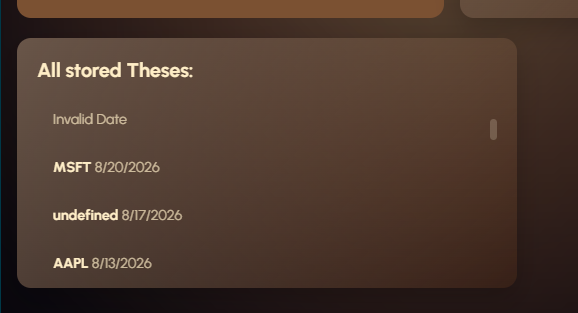 All stored Theses:
Invalid Date
MSFT 8/20/2026
undefined 8/17/2026
AAPL 8/13/2026